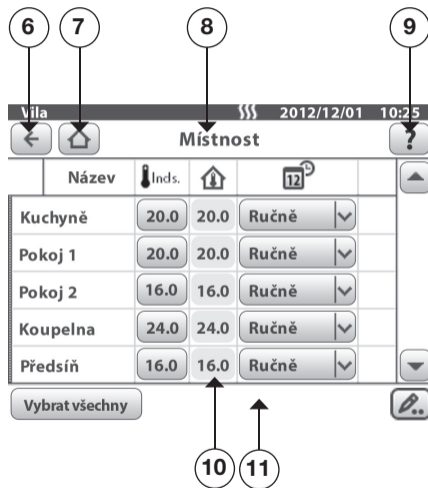 6 7 8 9
Vila 2012/12/01 10:25
Místnost ?
Název Inds. 12
Kuchyně 20.0 20.0 Ručně
Pokoj 1 20.0 20.0 Ručně
Pokoj 2 16.0 16.0 Ručně
Koupelna 24.0 24.0 Ručně
Předsíň 16.0 16.0 Ručně
Vybrat všechny
10 11